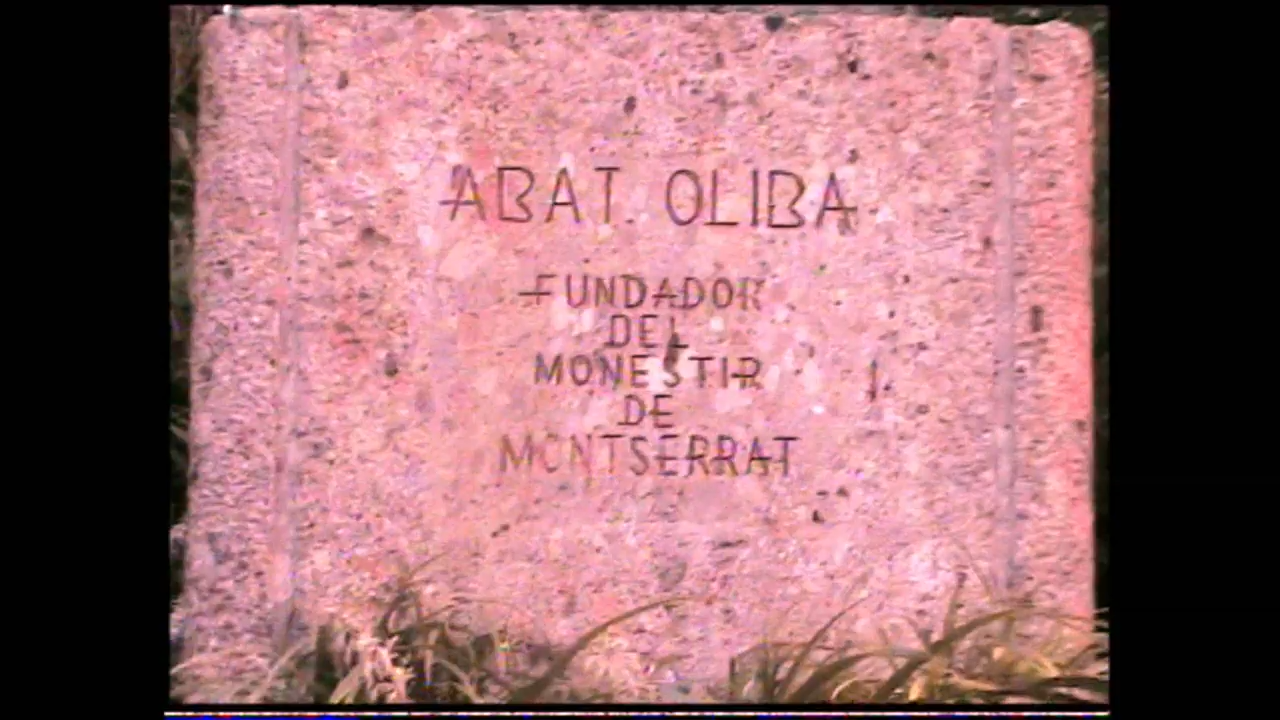 ABAT. OLIBA
FUNDADOR
DEL
MONESTIR
DE
MONTSERRAT